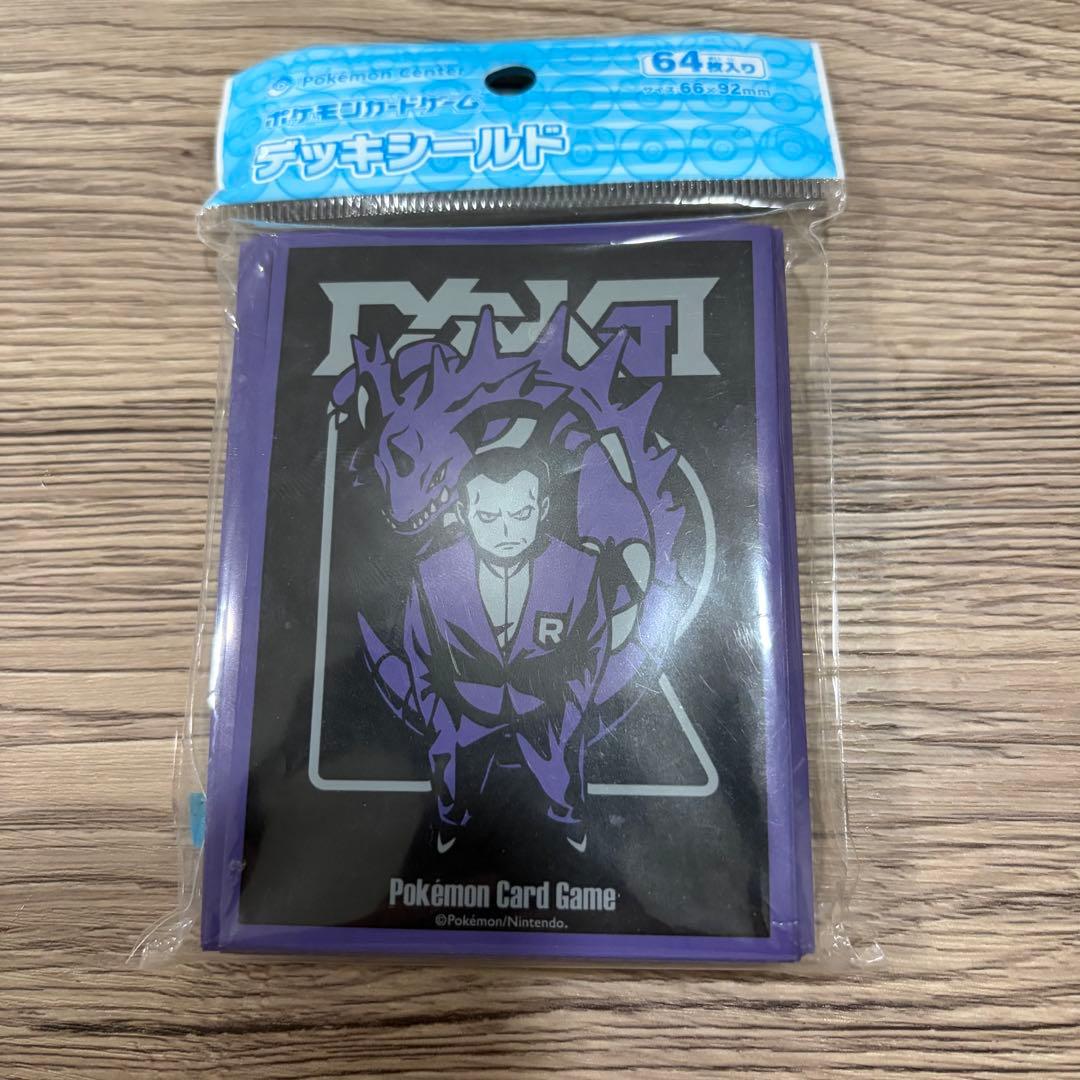 Pokémon Center
ポケモンカードゲーム
デッキシールド
64枚入り
サイズ 66×92mm
サカキ
R
Pokémon Card Game
©Pokémon/Nintendo.